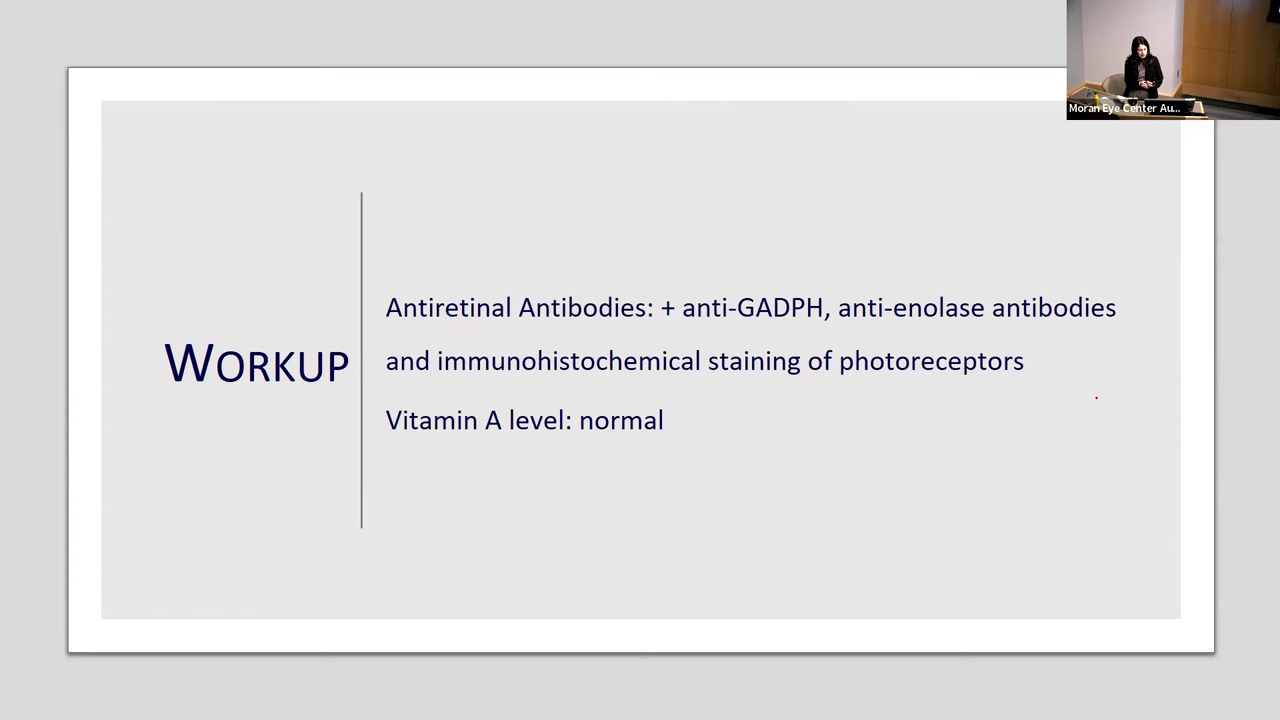 Moran Eye Center Au...
WORKUP
Antiretinal Antibodies: + anti-GADPH, anti-enolase antibodies
and immunohistochemical staining of photoreceptors
Vitamin A level: normal